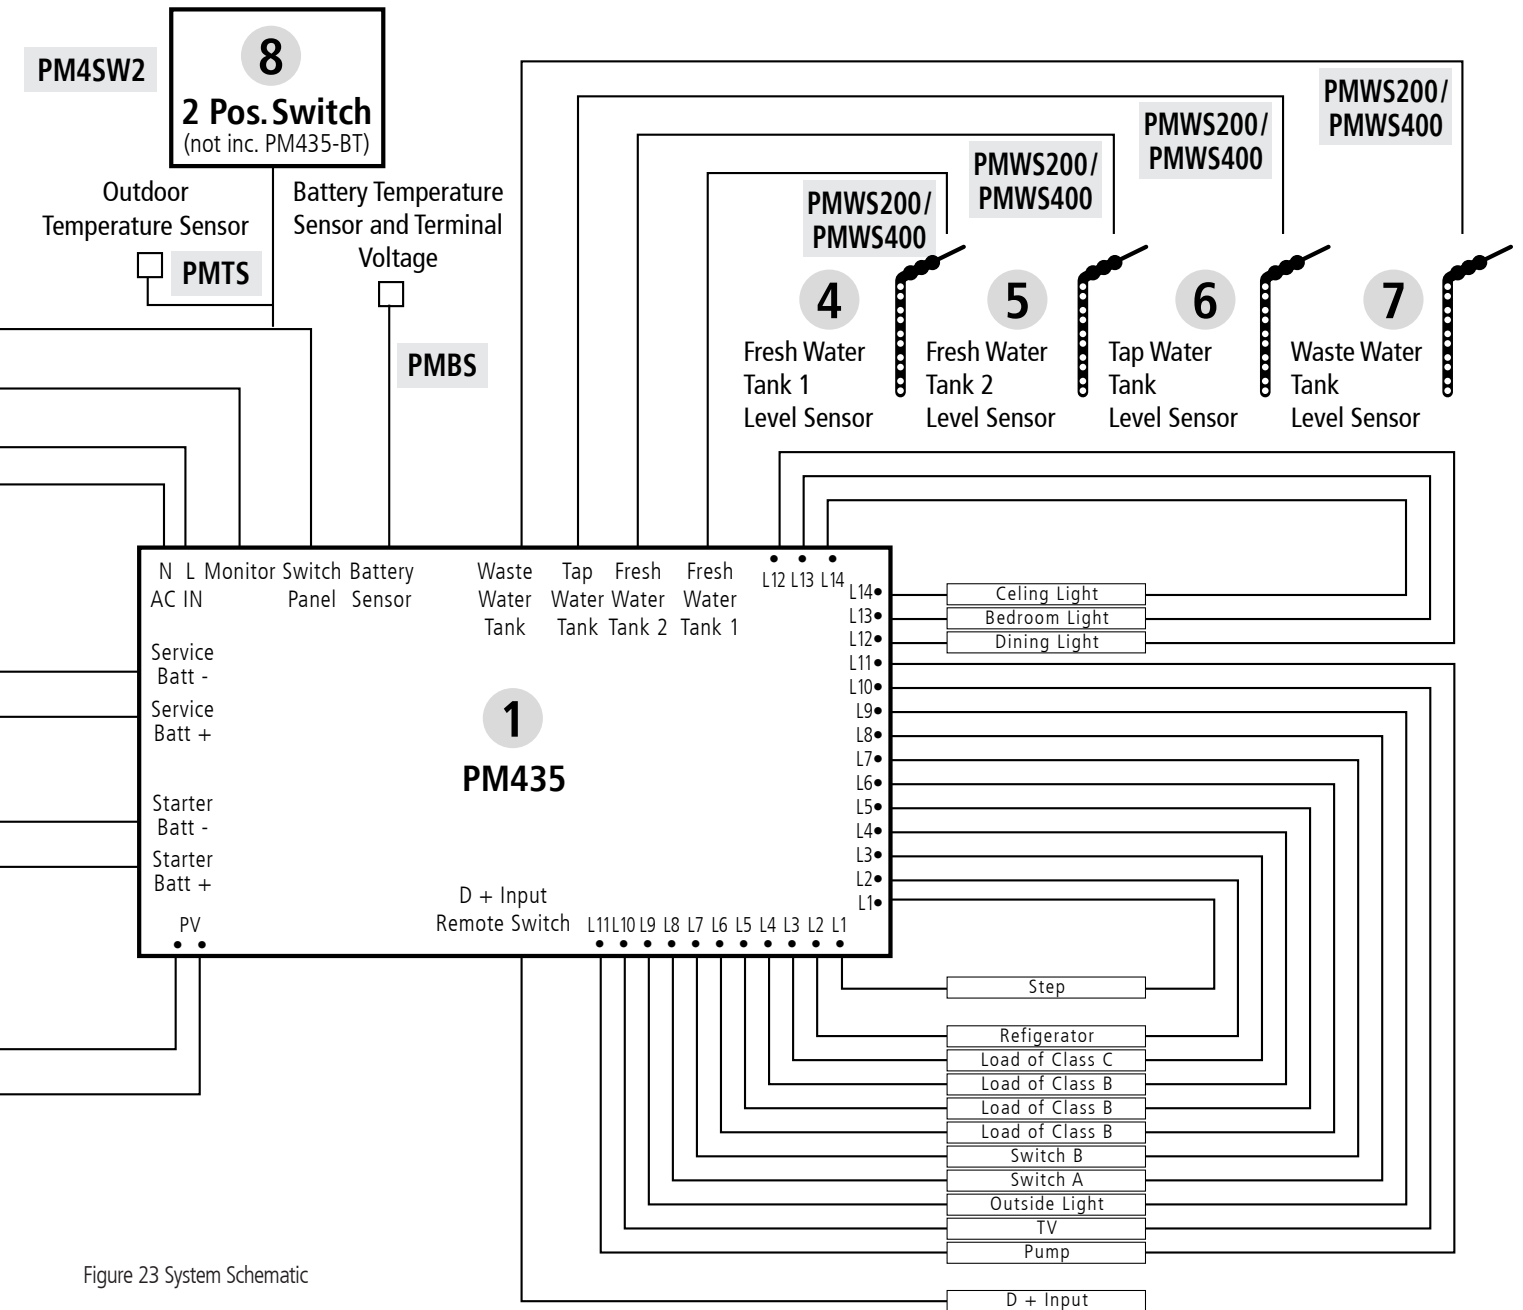 PM4SW2
8
2 Pos. Switch
(not inc. PM435-BT)
Outdoor
Temperature Sensor
PMTS
Battery Temperature
Sensor and Terminal
Voltage
PMBS
PMWS200/
PMWS400
PMWS200/
PMWS400
PMWS200/
PMWS400
PMWS200/
PMWS400
4
Fresh Water
Tank 1
Level Sensor
5
Fresh Water
Tank 2
Level Sensor
6
Tap Water
Tank
Level Sensor
7
Waste Water
Tank
Level Sensor
N L
AC IN
Monitor
Switch
Panel
Battery
Sensor
Waste
Water
Tank
Tap
Water
Tank
Fresh
Water
Tank 2
Fresh
Water
Tank 1
L12 L13 L14
L14
L13
L12
L11
L10
L9
L8
L7
L6
L5
L4
L3
L2
L1
Celing Light
Bedroom Light
Dining Light
Service
Batt -
Service
Batt +
Starter
Batt -
Starter
Batt +
PV
1
PM435
D + Input
Remote Switch
L11 L10 L9 L8 L7 L6 L5 L4 L3 L2 L1
Step
Refigerator
Load of Class C
Load of Class B
Load of Class B
Load of Class B
Switch B
Switch A
Outside Light
TV
Pump
D + Input
Figure 23 System Schematic